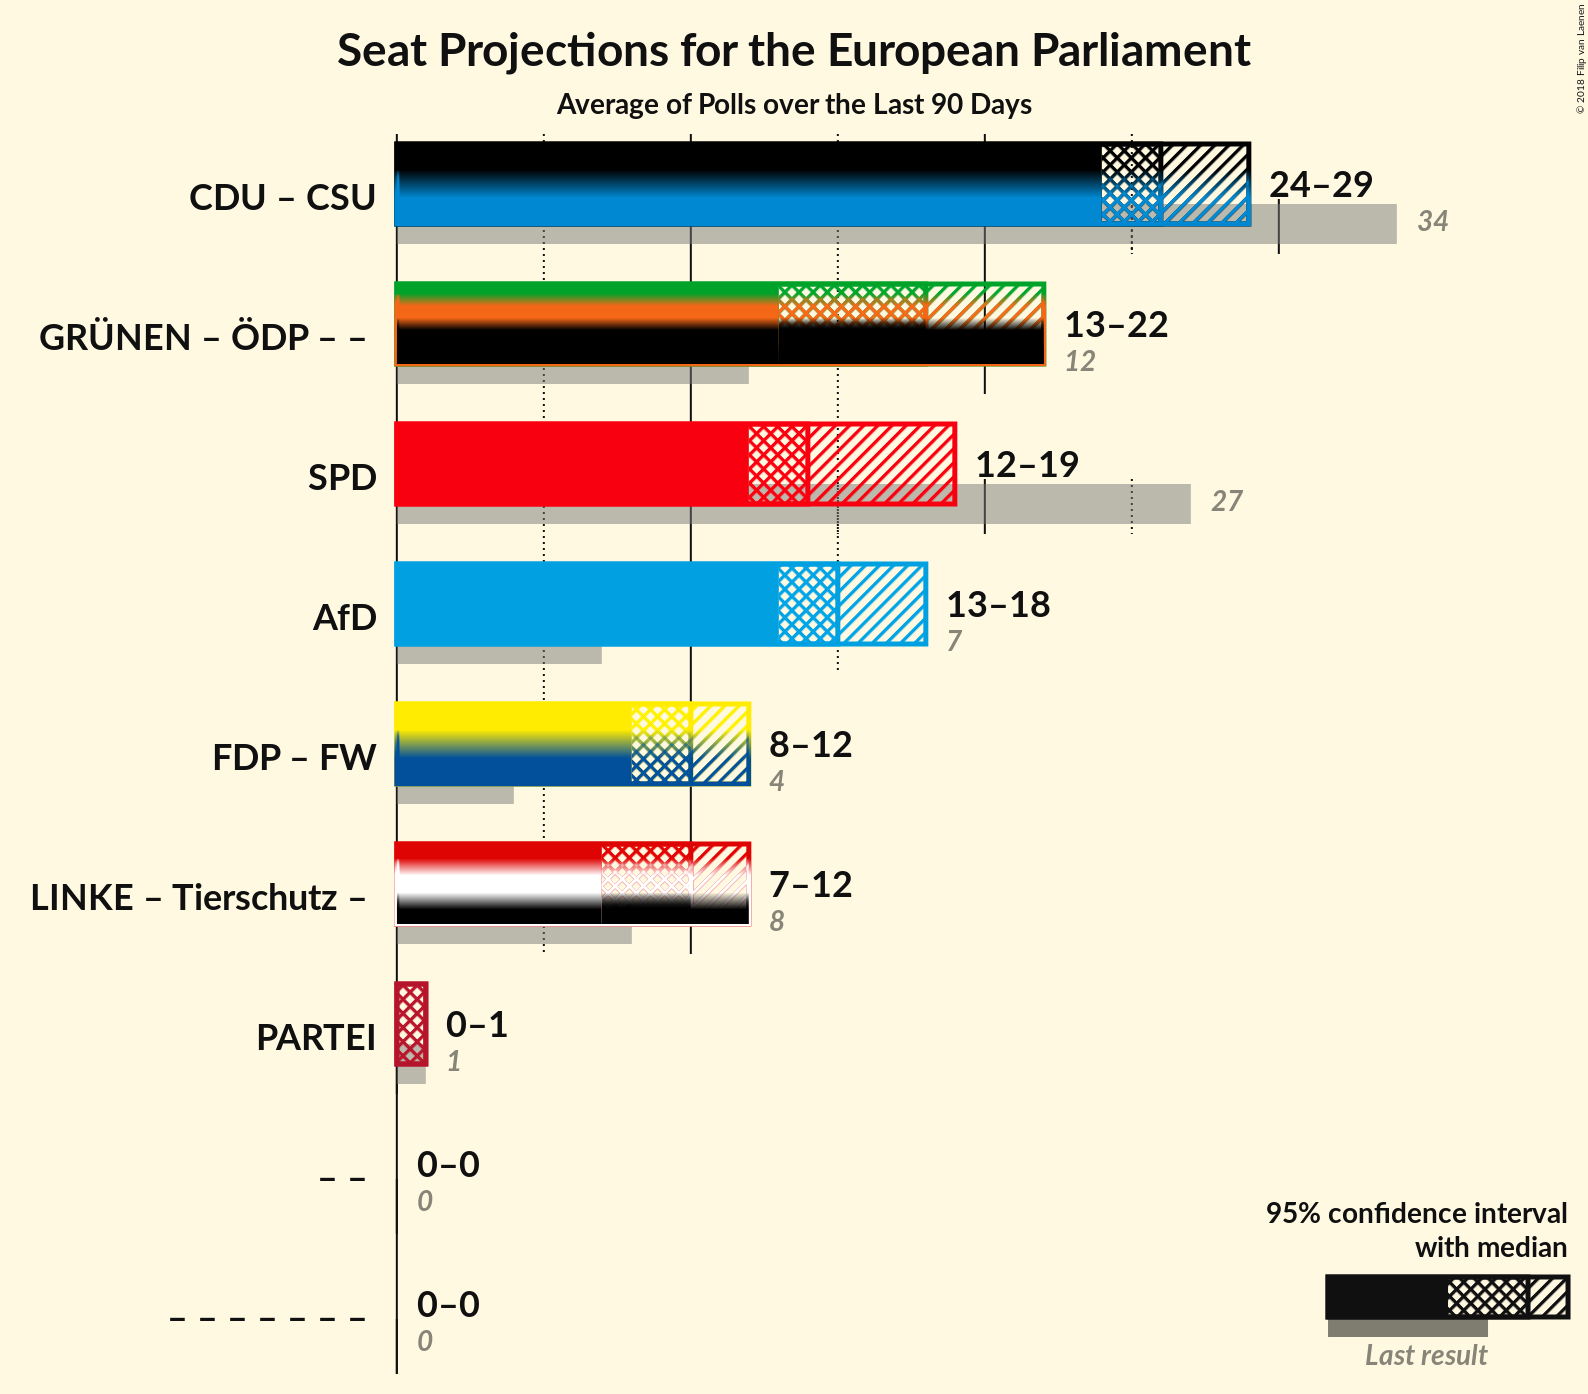 Seat Projections for the European Parliament
Average of Polls over the Last 90 Days
© 2018 Filip van Laenen
CDU – CSU
24–29
34
GRÜNEN – ÖDP – –
13–22
12
SPD
12–19
27
AfD
13–18
7
FDP – FW
8–12
4
LINKE – Tierschutz –
7–12
8
PARTEI
0–1
1
– –
0–0
0
– – – – – – –
0–0
0
95% confidence interval
with median
Last result